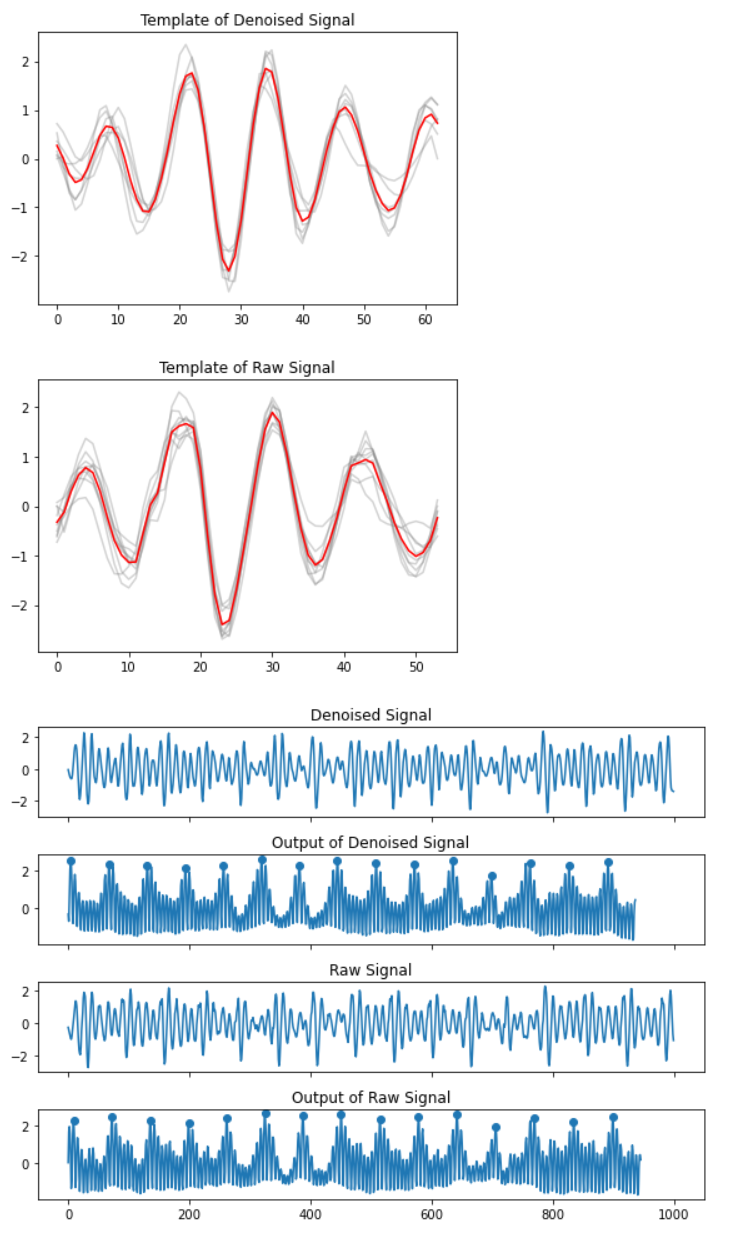 Template of Denoised Signal
2
1
0
−1
−2
0 10 20 30 40 50 60
Template of Raw Signal
2
1
0
−1
−2
0 10 20 30 40 50
Denoised Signal
2
0
−2
Output of Denoised Signal
2
0
Raw Signal
2
0
−2
Output of Raw Signal
2
0
0 200 400 600 800 1000